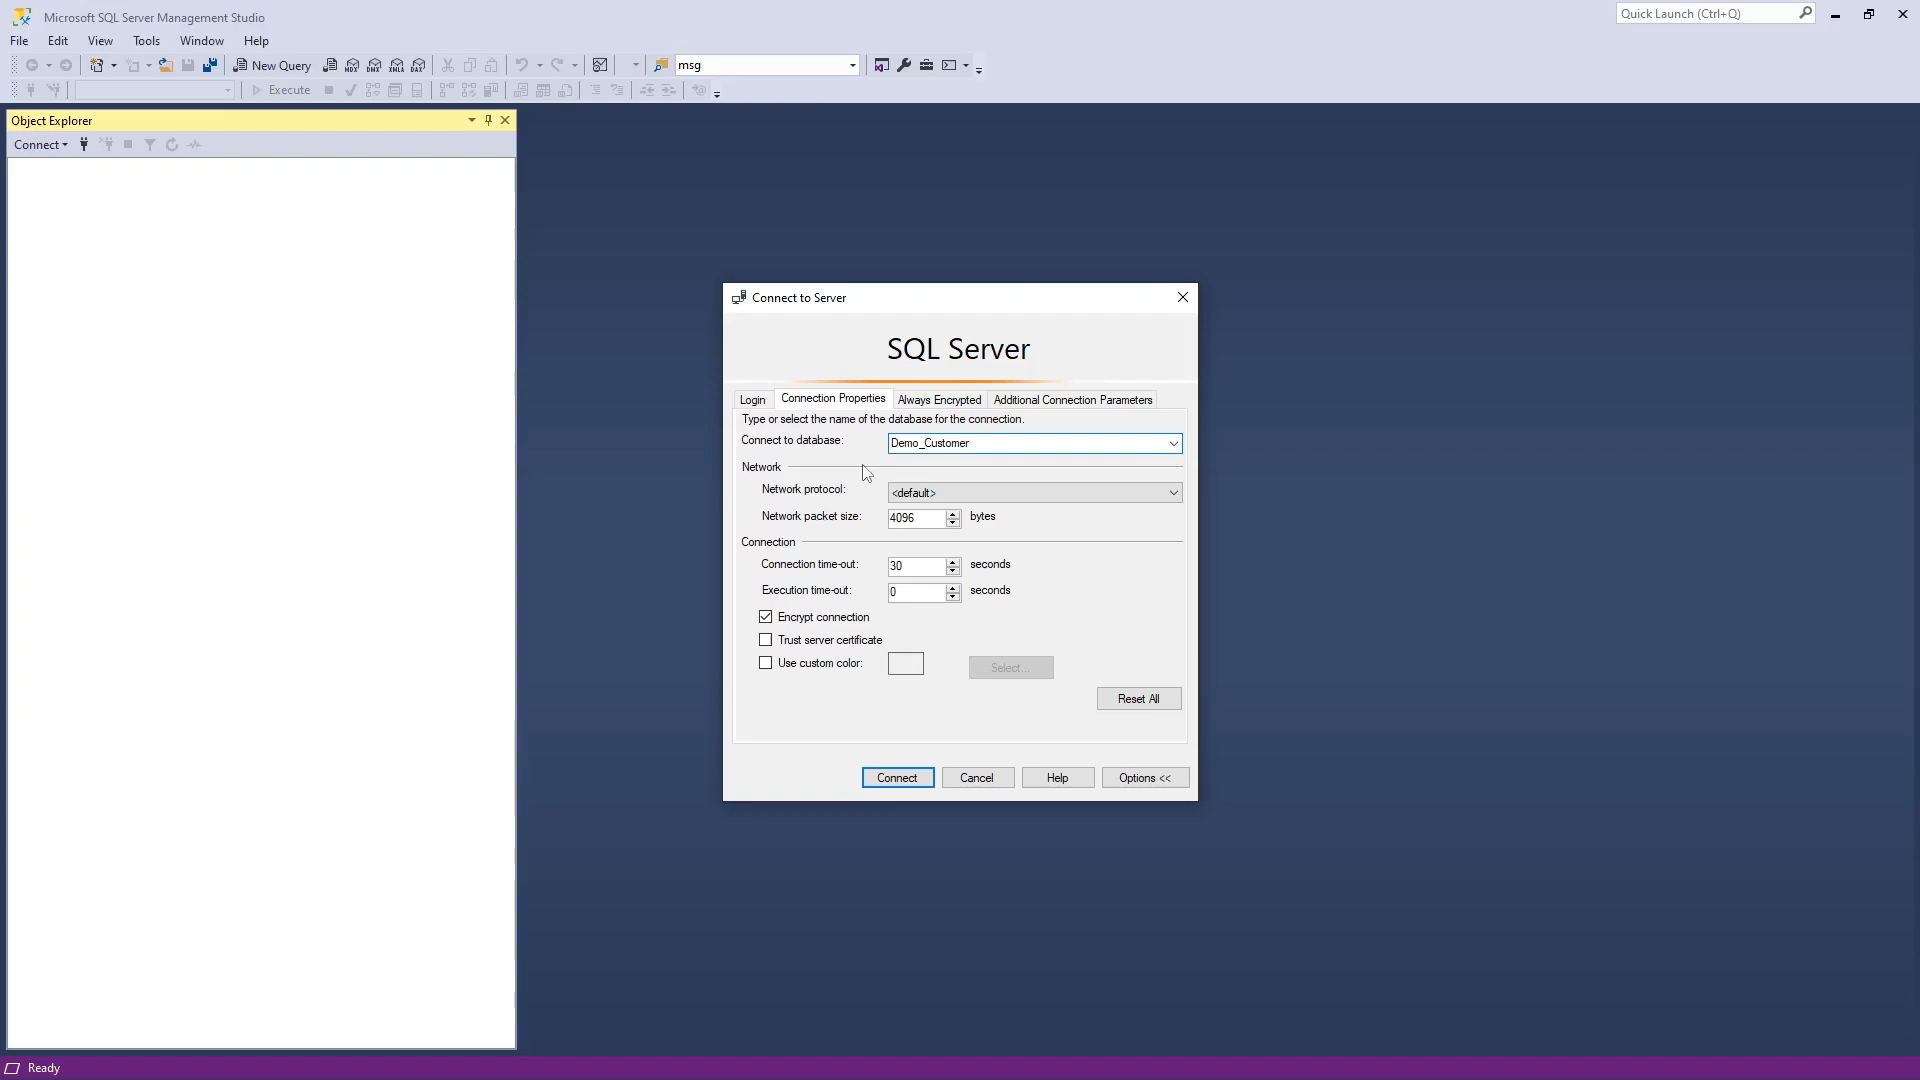 Microsoft SQL Server Management Studio
Quick Launch (Ctrl+Q)
File Edit View Tools Window Help
New Query MDX DMX XMLA DAX msg
Execute
Object Explorer
Connect
Connect to Server
SQL Server
Login Connection Properties Always Encrypted Additional Connection Parameters
Type or select the name of the database for the connection.
Connect to database: Demo_Customer
Network
Network protocol: <default>
Network packet size: 4096 bytes
Connection
Connection time-out: 30 seconds
Execution time-out: 0 seconds
Encrypt connection
Trust server certificate
Use custom color: Select...
Reset All
Connect Cancel Help Options <<
Ready